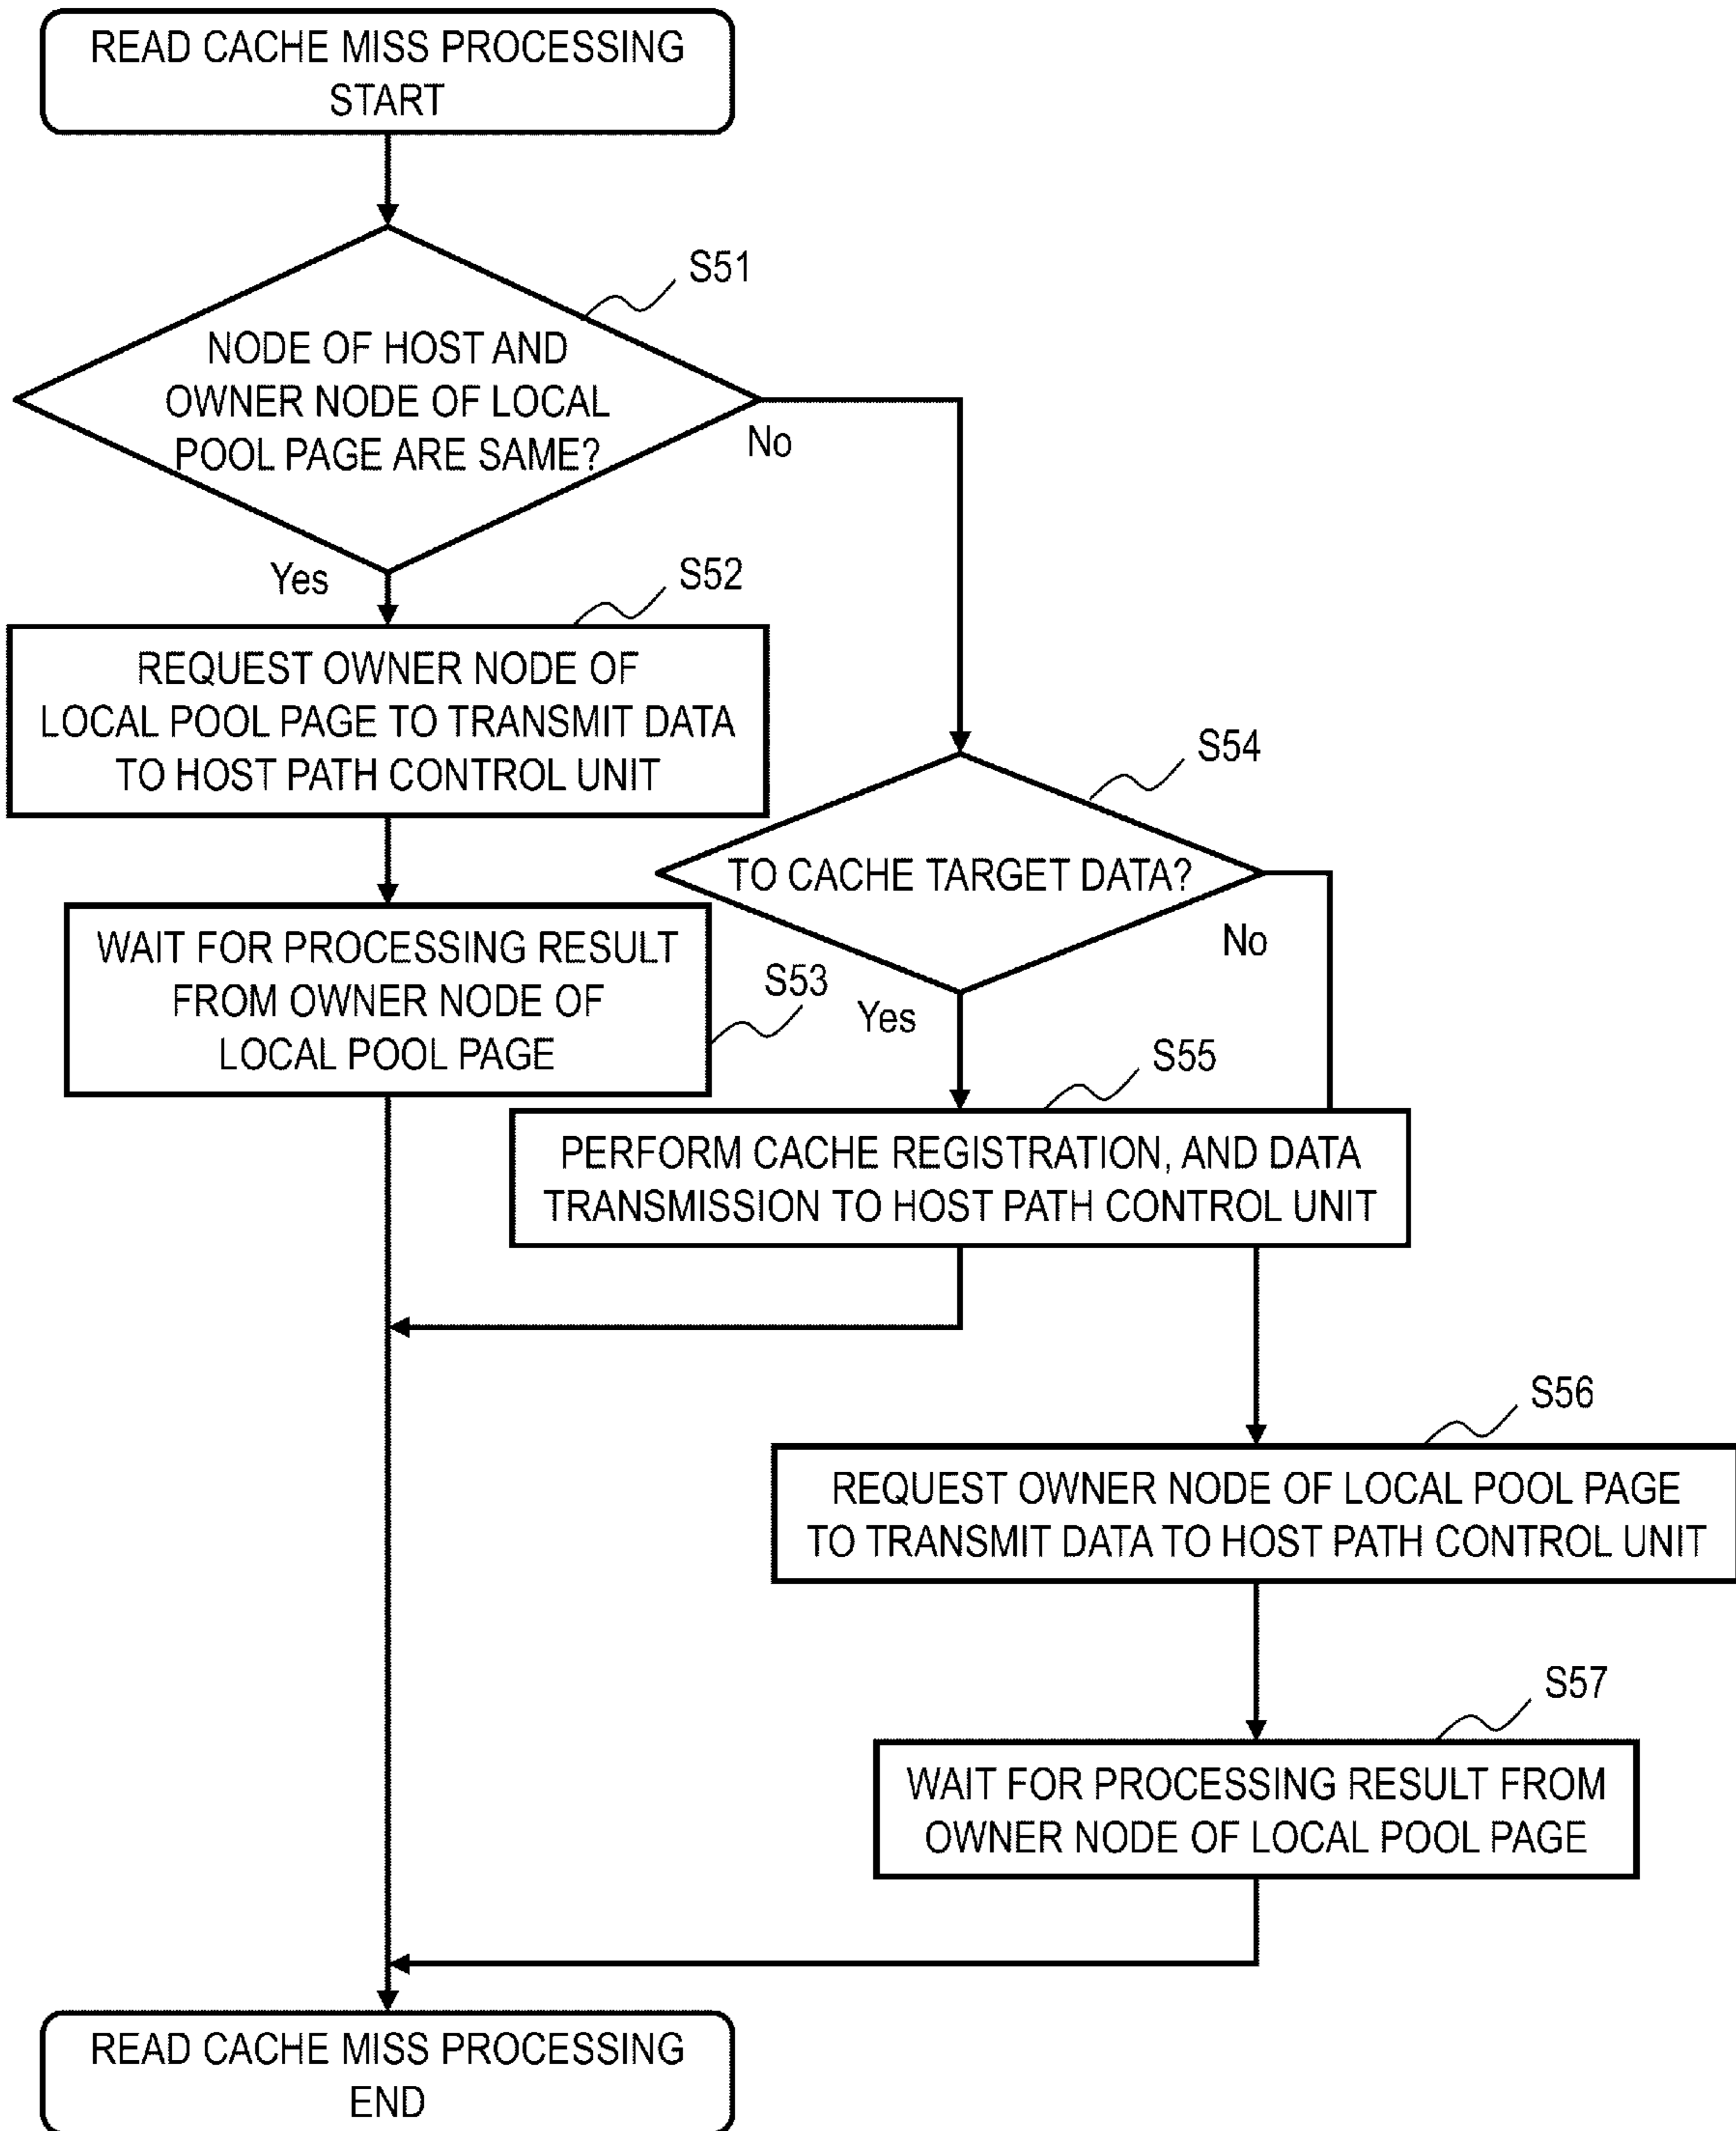 READ CACHE MISS PROCESSING
START
S51
NODE OF HOST AND
OWNER NODE OF LOCAL
POOL PAGE ARE SAME?
No
Yes
S52
REQUEST OWNER NODE OF
LOCAL POOL PAGE TO TRANSMIT DATA
TO HOST PATH CONTROL UNIT
S54
TO CACHE TARGET DATA?
No
Yes
WAIT FOR PROCESSING RESULT
FROM OWNER NODE OF
LOCAL POOL PAGE
S53
S55
PERFORM CACHE REGISTRATION, AND DATA
TRANSMISSION TO HOST PATH CONTROL UNIT
S56
REQUEST OWNER NODE OF LOCAL POOL PAGE
TO TRANSMIT DATA TO HOST PATH CONTROL UNIT
S57
WAIT FOR PROCESSING RESULT FROM
OWNER NODE OF LOCAL POOL PAGE
READ CACHE MISS PROCESSING
END